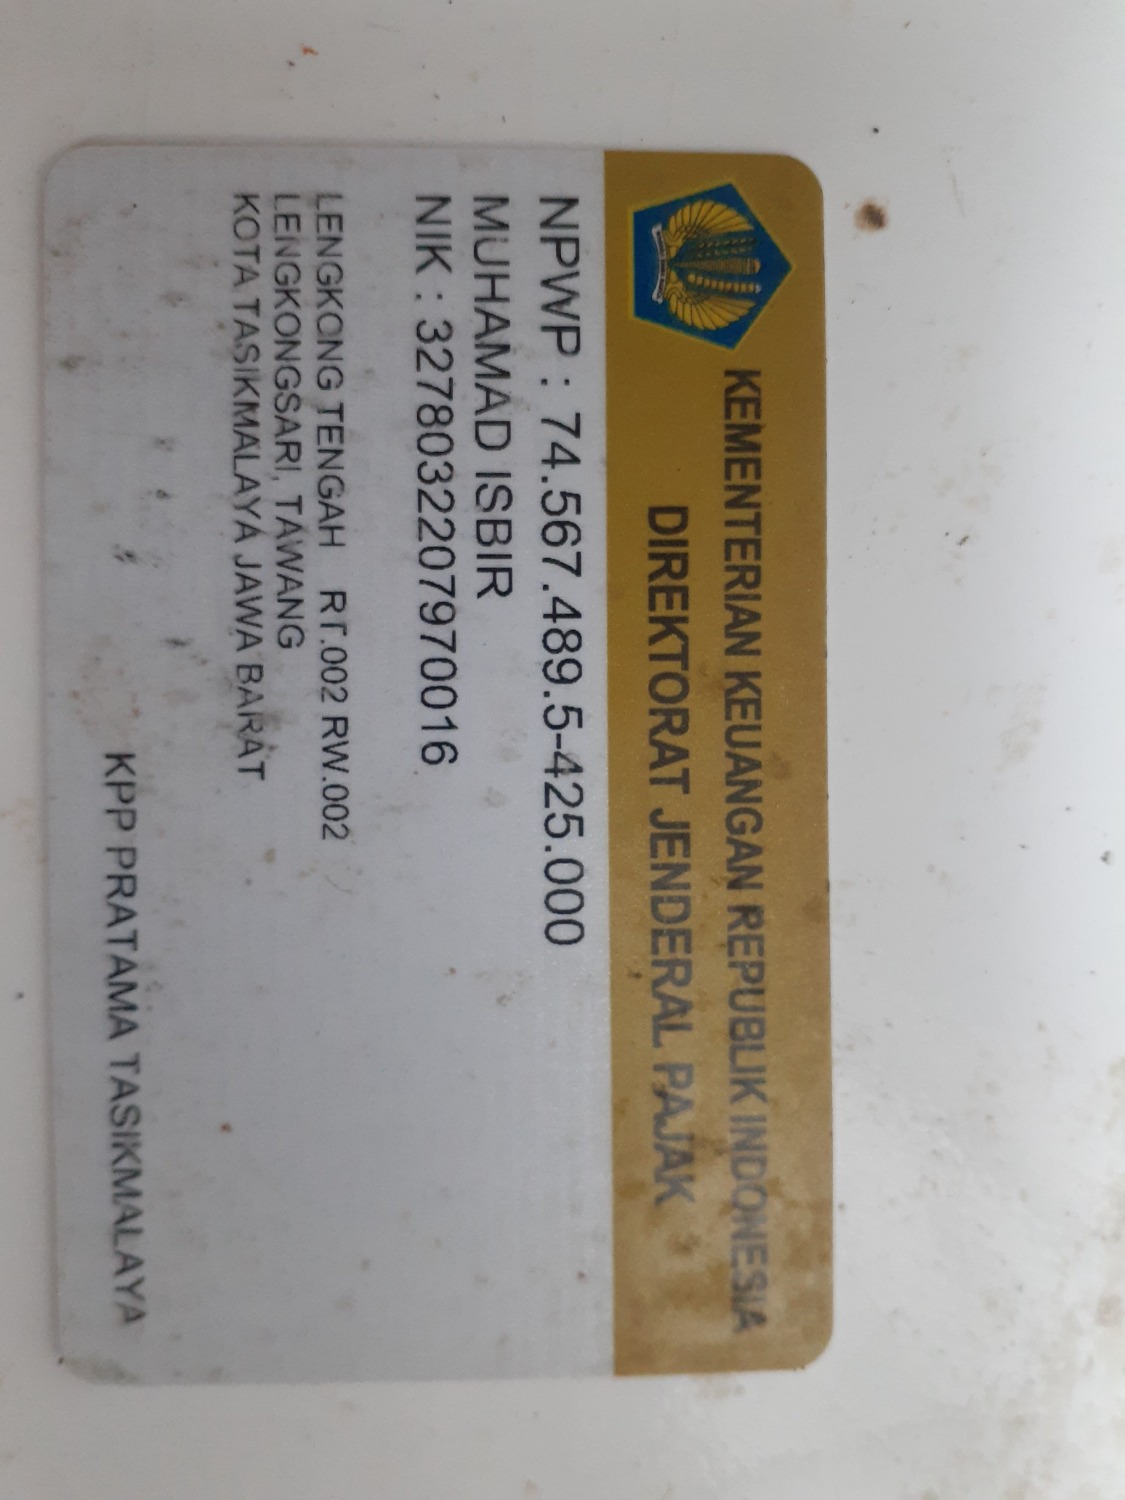 KEMENTERIAN KEUANGAN REPUBLIK INDONESIA
DIREKTORAT JENDERAL PAJAK
NPWP : 74.567.489.5-425.000
MUHAMAD ISBIR
NIK : 3278032207970016
LENGKONG TENGAH RT.002 RW.002
LENGKONGSARI, TAWANG
KOTA TASIKMALAYA JAWA BARAT
KPP PRATAMA TASIKMALAYA